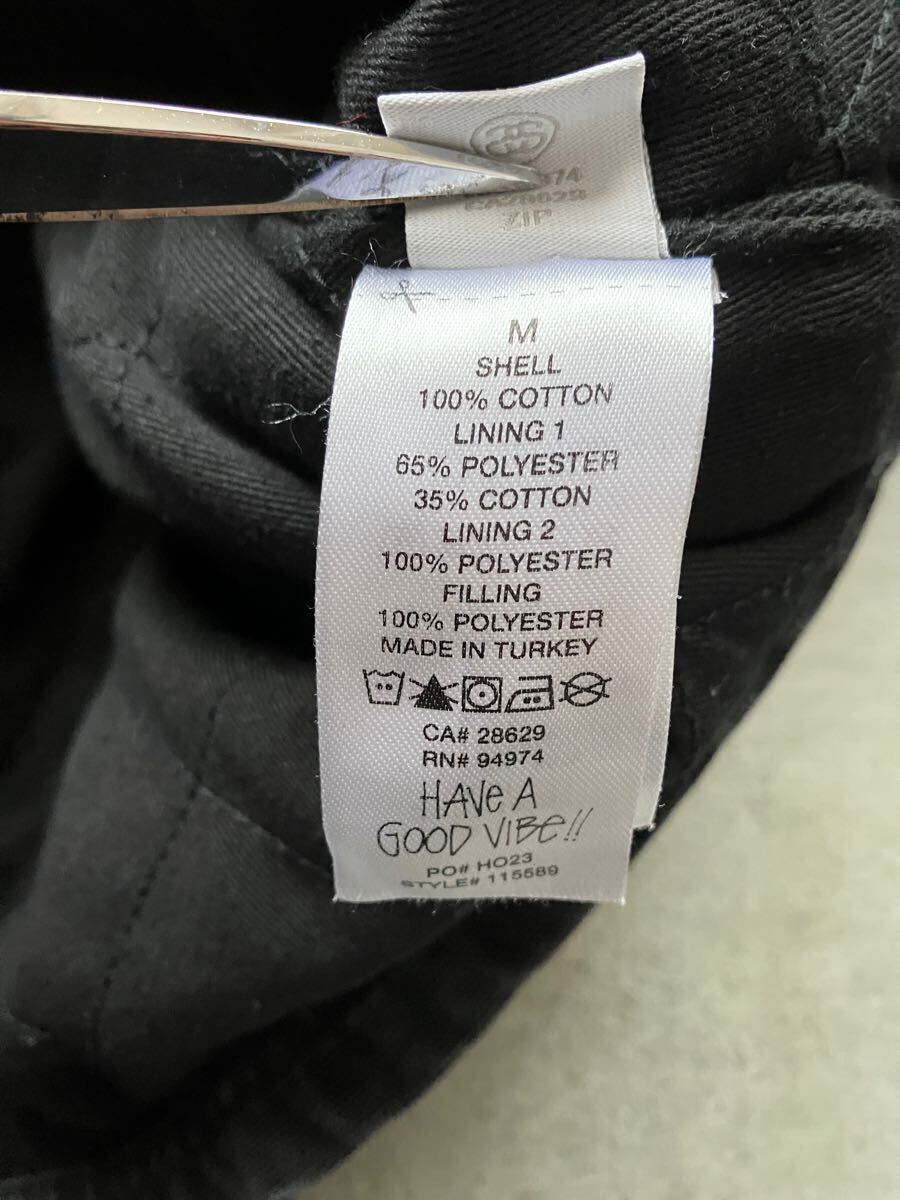 ZIP
M
SHELL
100% COTTON
LINING 1
65% POLYESTER
35% COTTON
LINING 2
100% POLYESTER
FILLING
100% POLYESTER
MADE IN TURKEY
CA# 28629
RN# 94974
HAVE A
GOOD VIBE!!
PO# HO23
STYLE# 115589